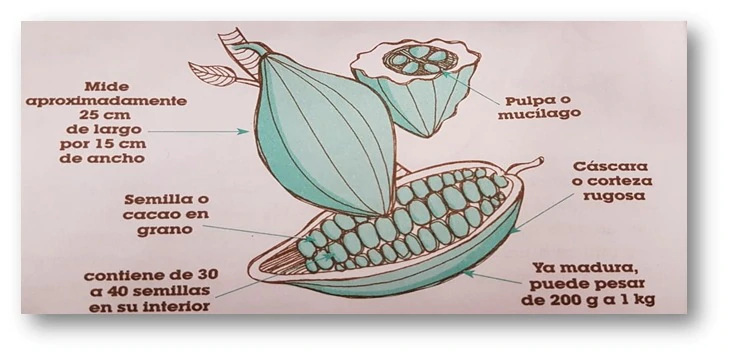 Mide
aproximadamente
25 cm
de largo
por 15 cm
de ancho
Semilla o
cacao en
grano
contiene de 30
a 40 semillas
en su interior
Pulpa o
mucílago
Cáscara
o corteza
rugosa
Ya madura,
puede pesar
de 200 g a 1 kg